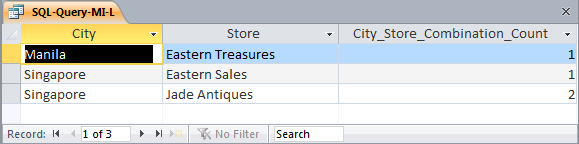 SQL-Query-MI-L
City Store City_Store_Combination_Count
Manila Eastern Treasures 1
Singapore Eastern Sales 1
Singapore Jade Antiques 2
Record: 1 of 3 No Filter Search